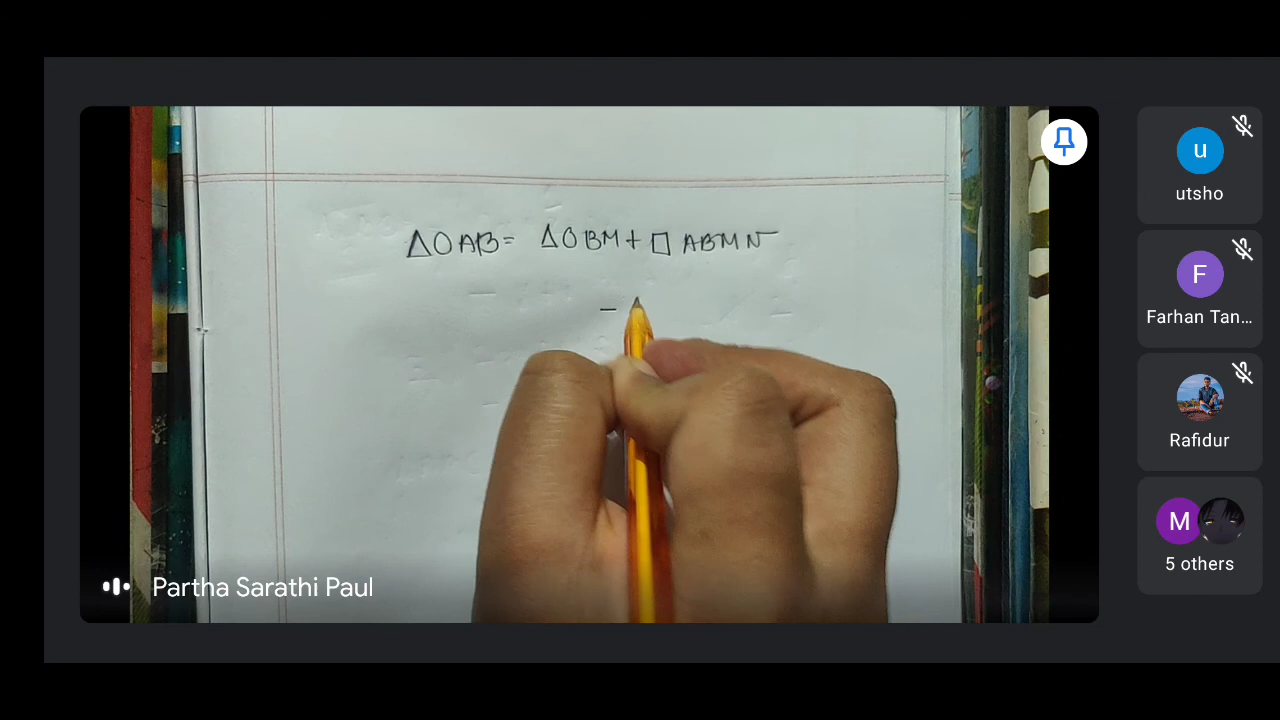 ΔOAB= ΔOBM+ □ ABMN
–
utsho
Farhan Tan...
Rafidur
M
5 others
u
F
Partha Sarathi Paul